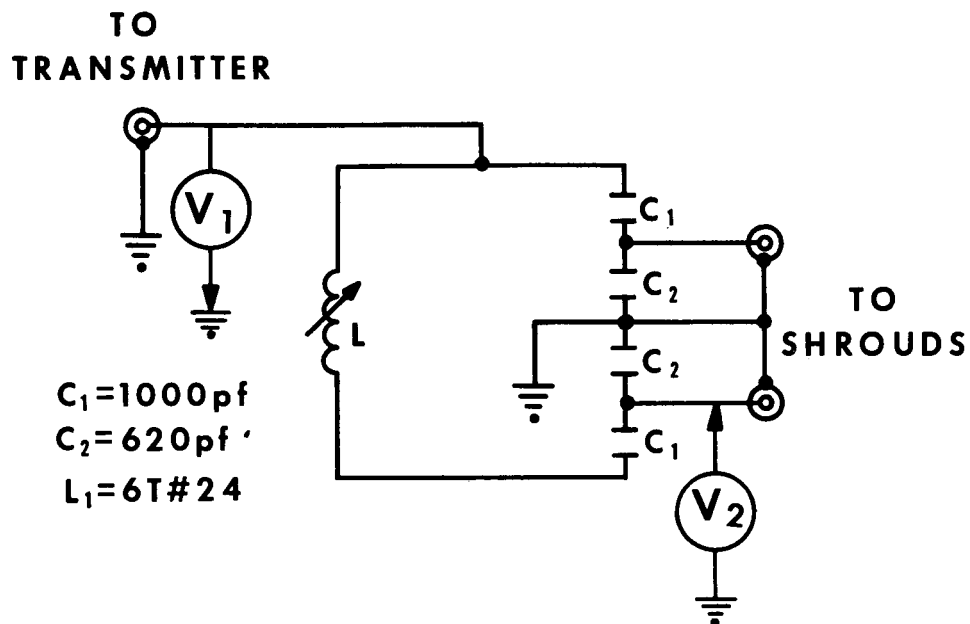 TO
TRANSMITTER
V1
C1
C2
L
C2
C1
TO
SHROUDS
V2
C1=1000pf
C2=620pf
L1=6T#24